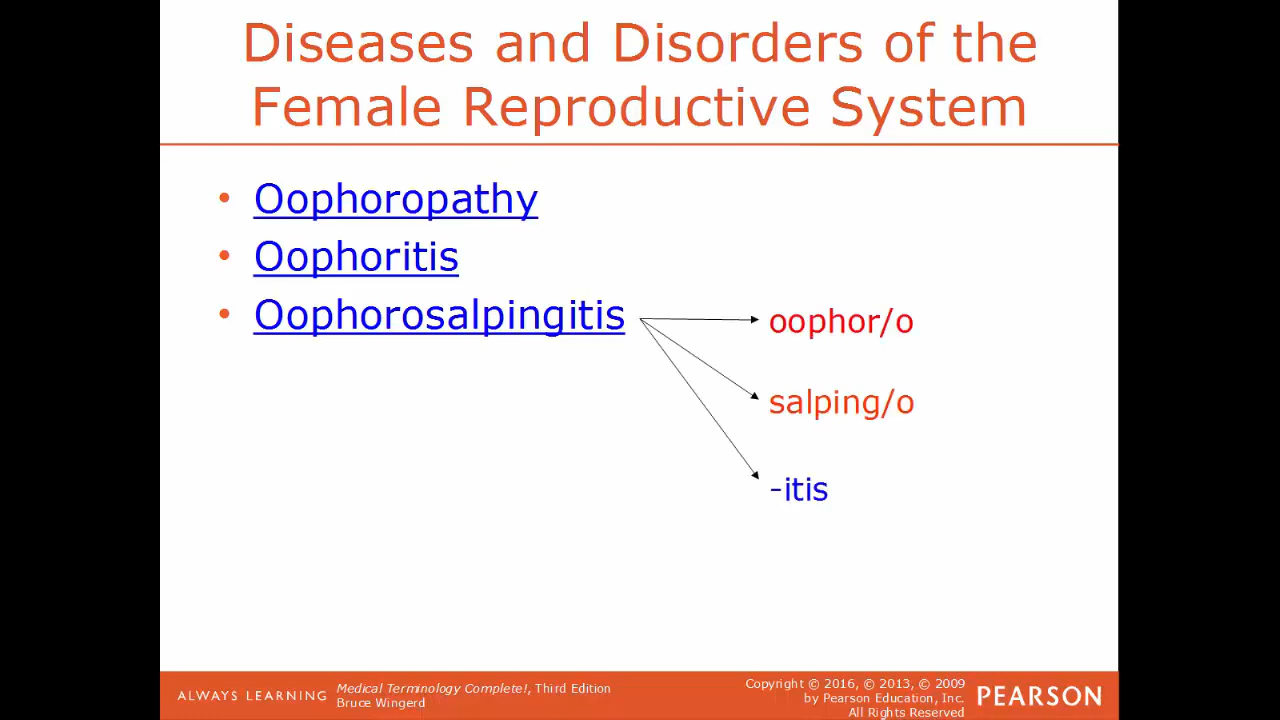 Diseases and Disorders of the
Female Reproductive System
• Oophoropathy
• Oophoritis
• Oophorosalpingitis
oophor/o
salping/o
-itis
ALWAYS LEARNING
Medical Terminology Complete!, Third Edition
Bruce Wingerd
Copyright © 2016, © 2013, © 2009
by Pearson Education, Inc.
All Rights Reserved
PEARSON